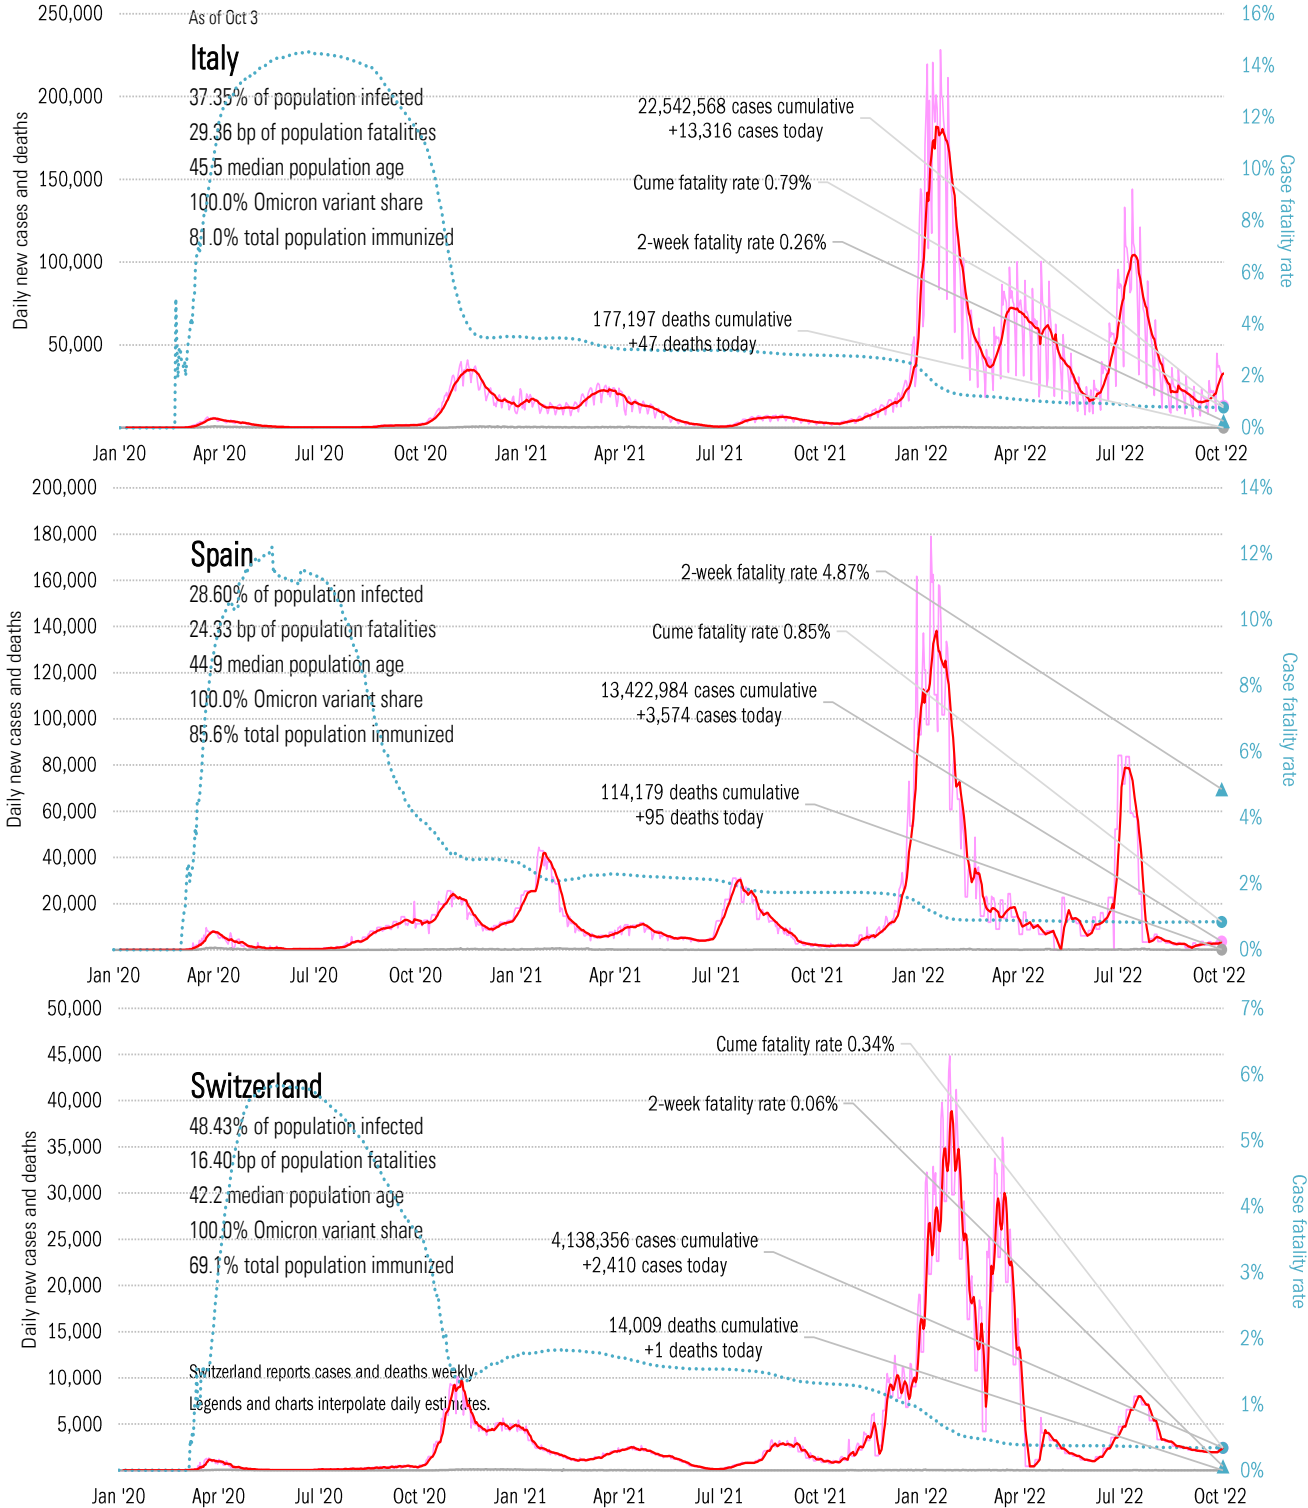 As of Oct 3
Italy
37.35% of population infected
29.36 bp of population fatalities
45.5 median population age
100.0% Omicron variant share
81.0% total population immunized
22,542,568 cases cumulative
+13,316 cases today
Cume fatality rate 0.79%
2-week fatality rate 0.26%
177,197 deaths cumulative
+47 deaths today
Daily new cases and deaths
250,000
200,000
150,000
100,000
50,000
16%
14%
12%
10%
8%
6%
4%
2%
0%
Case fatality rate
Jan '20 Apr '20 Jul '20 Oct '20 Jan '21 Apr '21 Jul '21 Oct '21 Jan '22 Apr '22 Jul '22 Oct '22
Spain
28.60% of population infected
24.33 bp of population fatalities
44.9 median population age
100.0% Omicron variant share
85.6% total population immunized
2-week fatality rate 4.87%
Cume fatality rate 0.85%
13,422,984 cases cumulative
+3,574 cases today
114,179 deaths cumulative
+95 deaths today
Daily new cases and deaths
200,000
180,000
160,000
140,000
120,000
100,000
80,000
60,000
40,000
20,000
14%
12%
10%
8%
6%
4%
2%
0%
Case fatality rate
Jan '20 Apr '20 Jul '20 Oct '20 Jan '21 Apr '21 Jul '21 Oct '21 Jan '22 Apr '22 Jul '22 Oct '22
Switzerland
48.43% of population infected
16.40 bp of population fatalities
42.2 median population age
100.0% Omicron variant share
69.1% total population immunized
Switzerland reports cases and deaths weekly.
Legends and charts interpolate daily estimates.
Cume fatality rate 0.34%
2-week fatality rate 0.06%
4,138,356 cases cumulative
+2,410 cases today
14,009 deaths cumulative
+1 deaths today
Daily new cases and deaths
50,000
45,000
40,000
35,000
30,000
25,000
20,000
15,000
10,000
5,000
7%
6%
5%
4%
3%
2%
1%
0%
Case fatality rate
Jan '20 Apr '20 Jul '20 Oct '20 Jan '21 Apr '21 Jul '21 Oct '21 Jan '22 Apr '22 Jul '22 Oct '22